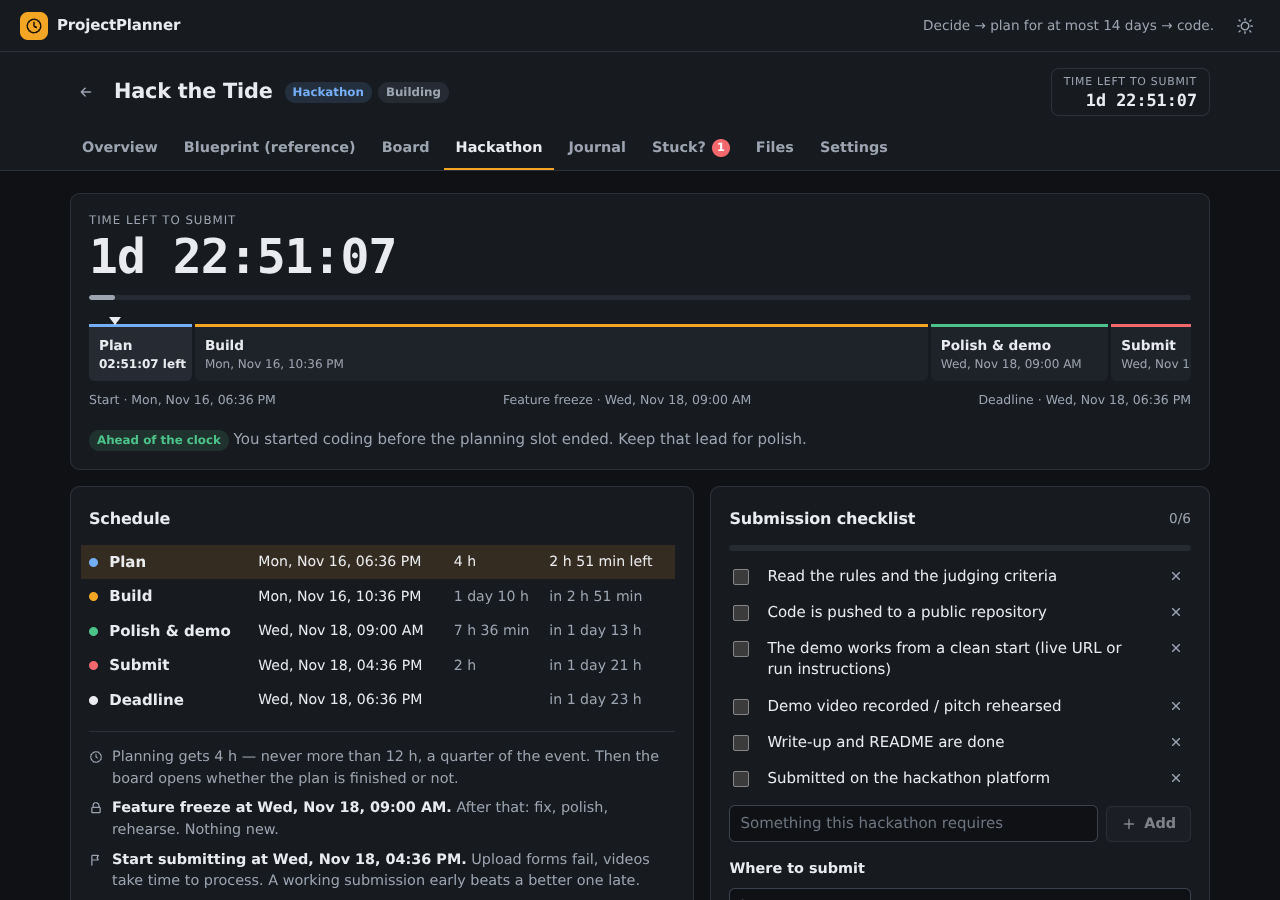 ProjectPlanner
Decide → plan for at most 14 days → code.
← Hack the Tide Hackathon Building
TIME LEFT TO SUBMIT
1d 22:51:07
Overview Blueprint (reference) Board Hackathon Journal Stuck? 1 Files Settings
TIME LEFT TO SUBMIT
1d 22:51:07
Plan
02:51:07 left
Build
Mon, Nov 16, 10:36 PM
Polish & demo
Wed, Nov 18, 09:00 AM
Submit
Wed, Nov 1
Start · Mon, Nov 16, 06:36 PM
Feature freeze · Wed, Nov 18, 09:00 AM
Deadline · Wed, Nov 18, 06:36 PM
Ahead of the clock You started coding before the planning slot ended. Keep that lead for polish.
Schedule
Plan Mon, Nov 16, 06:36 PM 4 h 2 h 51 min left
Build Mon, Nov 16, 10:36 PM 1 day 10 h in 2 h 51 min
Polish & demo Wed, Nov 18, 09:00 AM 7 h 36 min in 1 day 13 h
Submit Wed, Nov 18, 04:36 PM 2 h in 1 day 21 h
Deadline Wed, Nov 18, 06:36 PM in 1 day 23 h
Planning gets 4 h — never more than 12 h, a quarter of the event. Then the
board opens whether the plan is finished or not.
Feature freeze at Wed, Nov 18, 09:00 AM. After that: fix, polish,
rehearse. Nothing new.
Start submitting at Wed, Nov 18, 04:36 PM. Upload forms fail, videos
take time to process. A working submission early beats a better one late.
Submission checklist 0/6
Read the rules and the judging criteria ×
Code is pushed to a public repository ×
The demo works from a clean start (live URL or ×
run instructions)
Demo video recorded / pitch rehearsed ×
Write-up and README are done ×
Submitted on the hackathon platform ×
Something this hackathon requires + Add
Where to submit